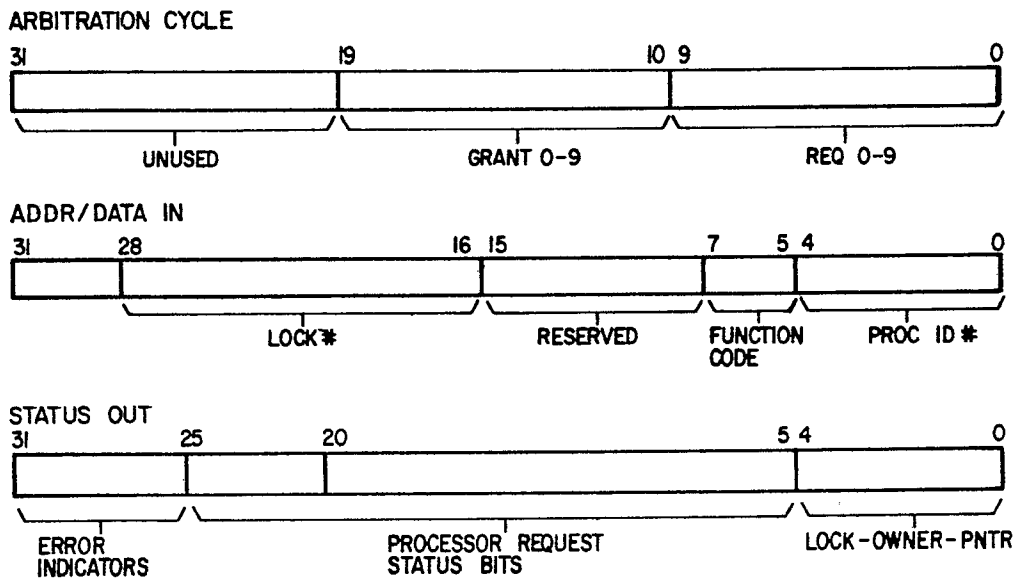 ARBITRATION CYCLE
31 19 10 9 0
UNUSED GRANT 0-9 REQ 0-9
ADDR/DATA IN
31 28 16 15 7 5 4 0
LOCK # RESERVED FUNCTION CODE PROC ID #
STATUS OUT
31 25 20 5 4 0
ERROR INDICATORS PROCESSOR REQUEST STATUS BITS LOCK-OWNER-PNTR